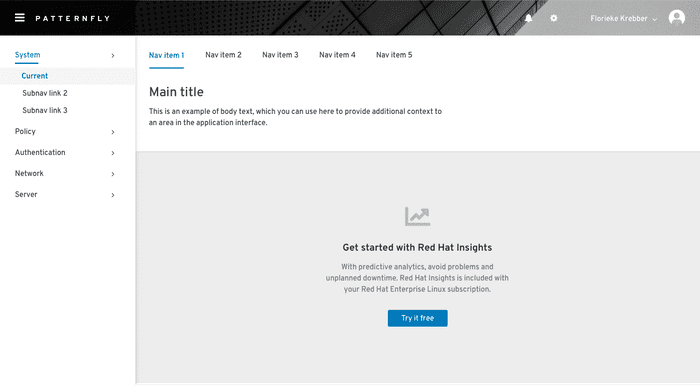 PATTERNFLY
Florieke Krebber
System
Current
Subnav link 2
Subnav link 3
Policy
Authentication
Network
Server
Nav item 1
Nav item 2
Nav item 3
Nav item 4
Nav item 5
Main title
This is an example of body text, which you can use here to provide additional context to
an area in the application interface.
Get started with Red Hat Insights
With predictive analytics, avoid problems and
unplanned downtime. Red Hat Insights is included with
your Red Hat Enterprise Linux subscription.
Try it free